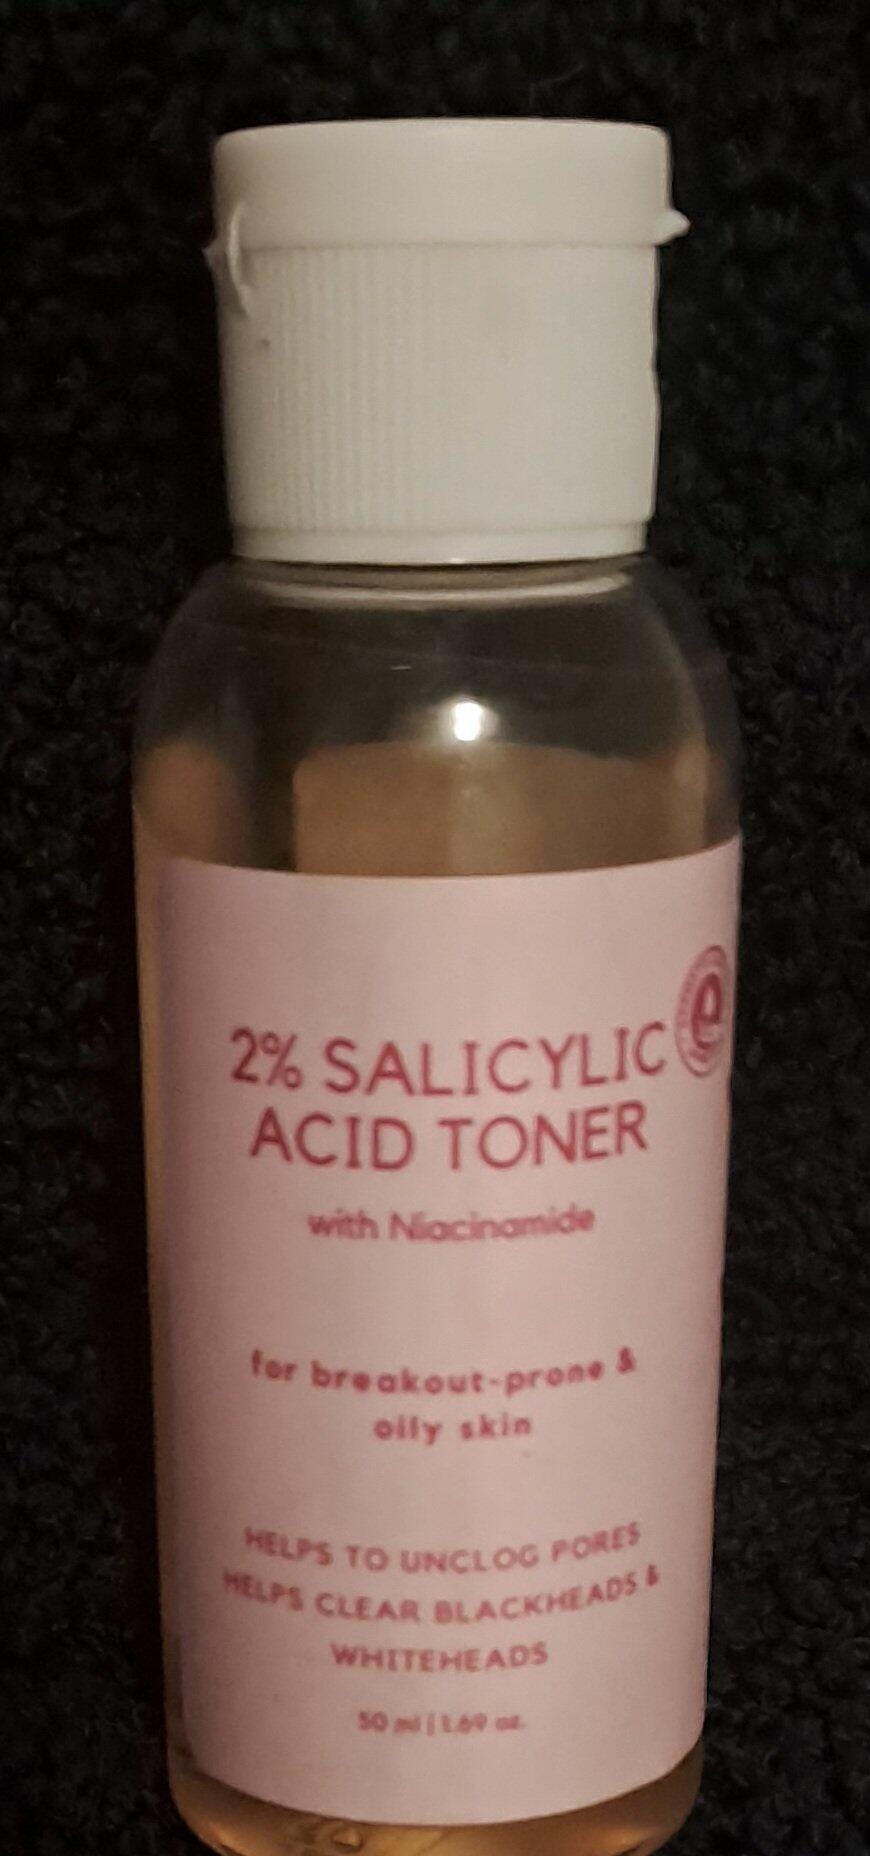 2% SALICYLIC
ACID TONER
with Niacinamide
for breakout-prone &
oily skin
HELPS TO UNCLOG PORES
HELPS CLEAR BLACKHEADS &
WHITEHEADS
50 ml | 1.69 oz.
e